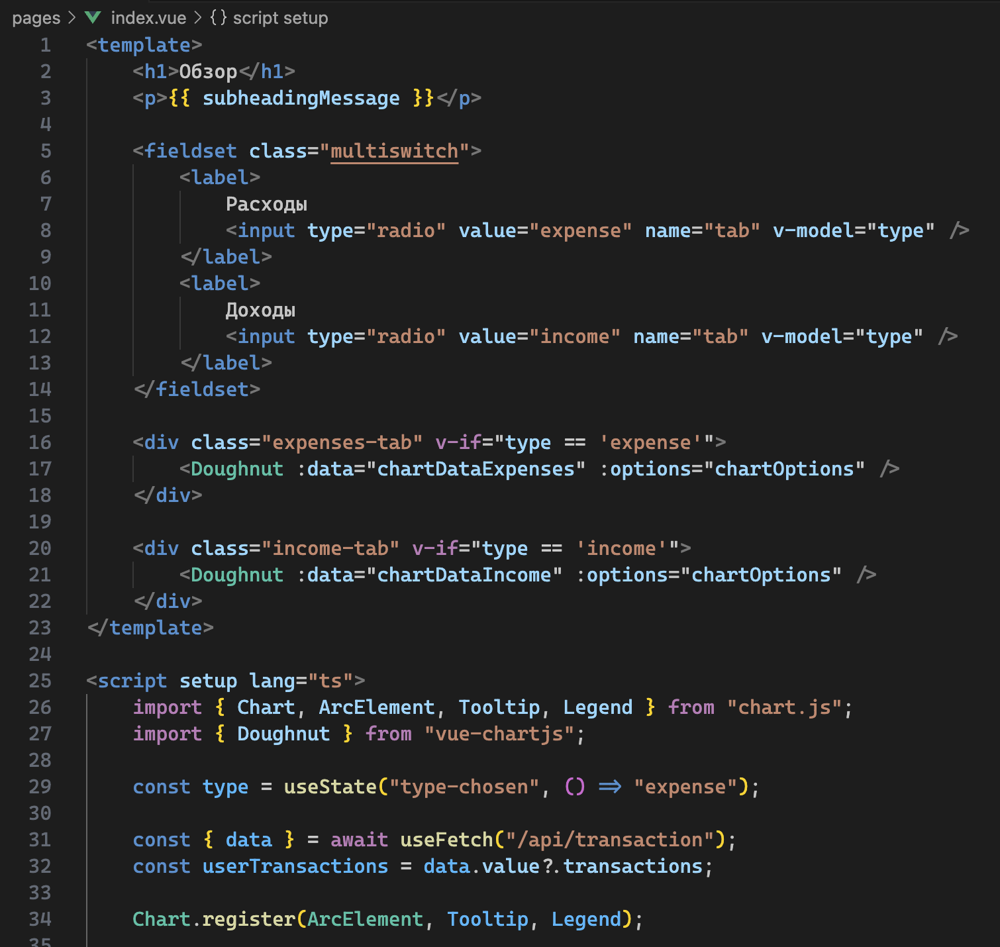 pages > index.vue > {} script setup
1 <template>
2 <h1>Обзор</h1>
3 <p>{{ subheadingMessage }}</p>
4
5 <fieldset class="multiswitch">
6 <label>
7 Расходы
8 <input type="radio" value="expense" name="tab" v-model="type" />
9 </label>
10 <label>
11 Доходы
12 <input type="radio" value="income" name="tab" v-model="type" />
13 </label>
14 </fieldset>
15
16 <div class="expenses-tab" v-if="type == 'expense'">
17 <Doughnut :data="chartDataExpenses" :options="chartOptions" />
18 </div>
19
20 <div class="income-tab" v-if="type == 'income'">
21 <Doughnut :data="chartDataIncome" :options="chartOptions" />
22 </div>
23 </template>
24
25 <script setup lang="ts">
26 import { Chart, ArcElement, Tooltip, Legend } from "chart.js";
27 import { Doughnut } from "vue-chartjs";
28
29 const type = useState("type-chosen", () => "expense");
30
31 const { data } = await useFetch("/api/transaction");
32 const userTransactions = data.value?.transactions;
33
34 Chart.register(ArcElement, Tooltip, Legend);
35